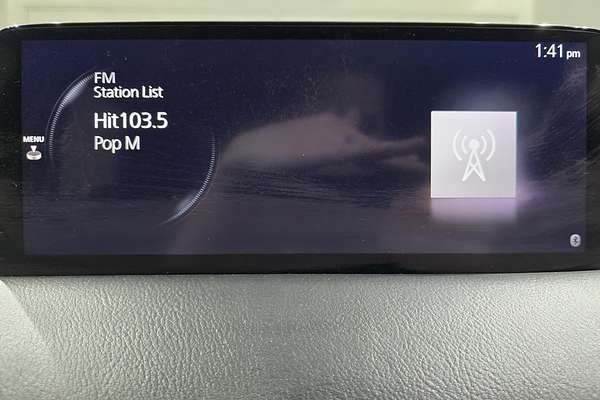 1:41 pm
FM
Station List
Hit103.5
Pop M
MENU